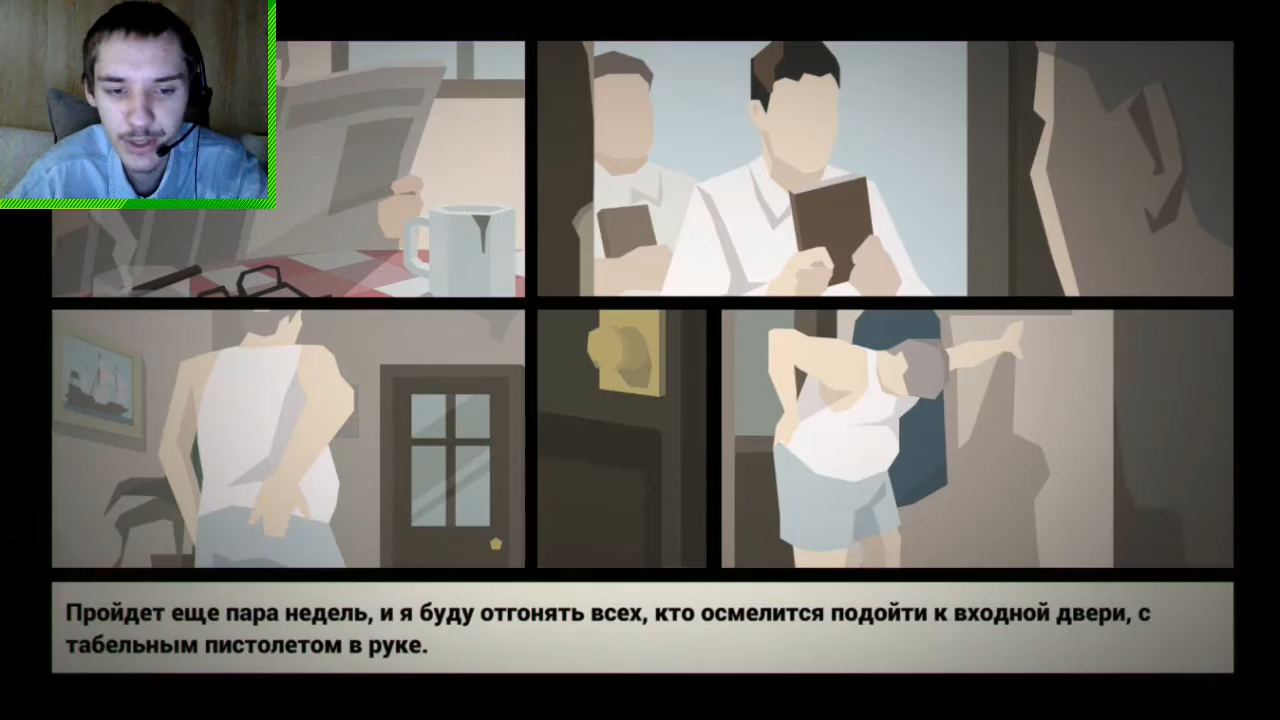 Пройдет еще пара недель, и я буду отгонять всех, кто осмелится подойти к входной двери, с
табельным пистолетом в руке.